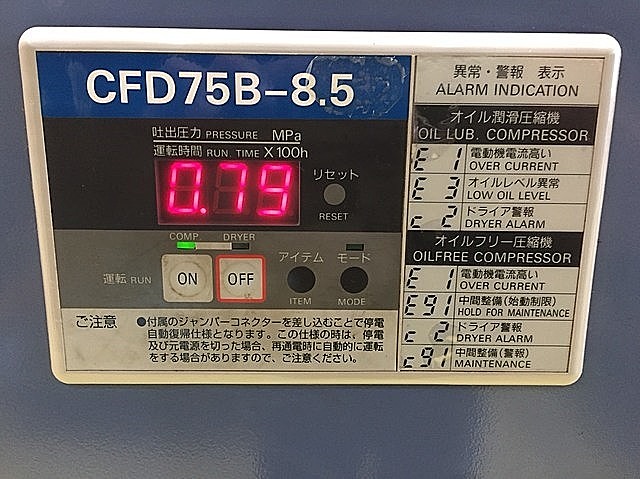 CFD75B-8.5
吐出圧力 PRESSURE MPa
運転時間 RUN. TIME X100h
0.79
リセット
RESET
COMP DRYER
運転 RUN ON OFF
アイテム モード
ITEM MODE
ご注意
●付属のジャンパーコネクターを差し込むことで停電
自動復帰仕様となります。この仕様の時は、停電
及び元電源を切った場合、再通電時に自動的に運転
をする場合がありますので、ご注意ください。
異常・警報 表示
ALARM INDICATION
オイル潤滑圧縮機
OIL LUB. COMPRESSOR
E 1 電動機電流高い
OVER CURRENT
E 3 オイルレベル異常
LOW OIL LEVEL
c 2 ドライア警報
DRYER ALARM
オイルフリー圧縮機
OILFREE COMPRESSOR
E 1 電動機電流高い
OVER CURRENT
E91 中間整備(始動制限)
HOLD FOR MAINTENANCE
c 2 ドライア警報
DRYER ALARM
c91 中間整備(警報)
MAINTENANCE